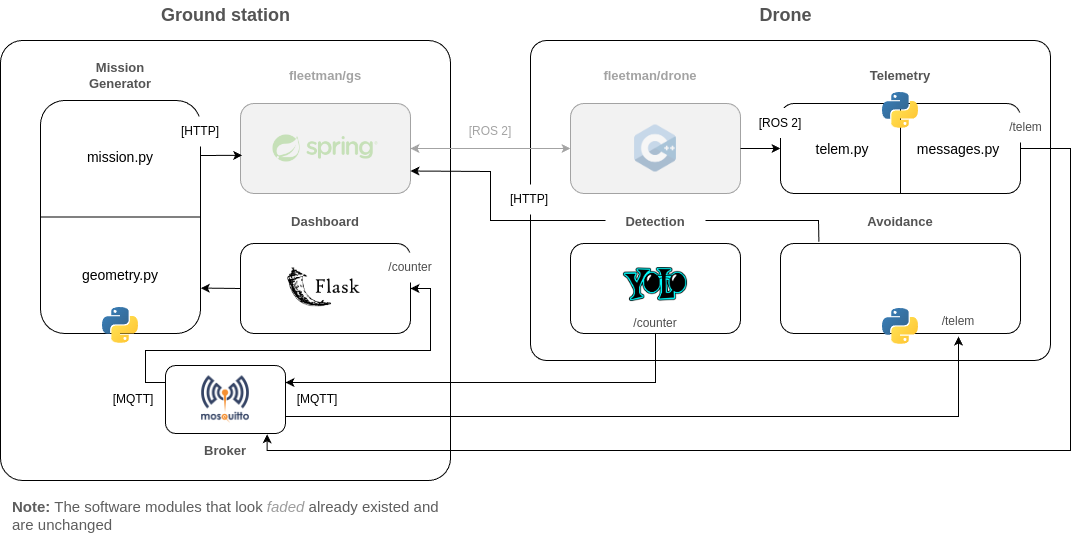 Ground station
Drone
Mission
Generator
fleetman/gs
fleetman/drone
Telemetry
[HTTP]
[ROS 2]
[ROS 2]
/telem
mission.py
spring
C++
telem.py
messages.py
[HTTP]
Dashboard
Detection
Avoidance
geometry.py
Flask
/counter
YOLO
/counter
/telem
[MQTT]
mosquitto
[MQTT]
Broker
Note: The software modules that look faded already existed and
are unchanged